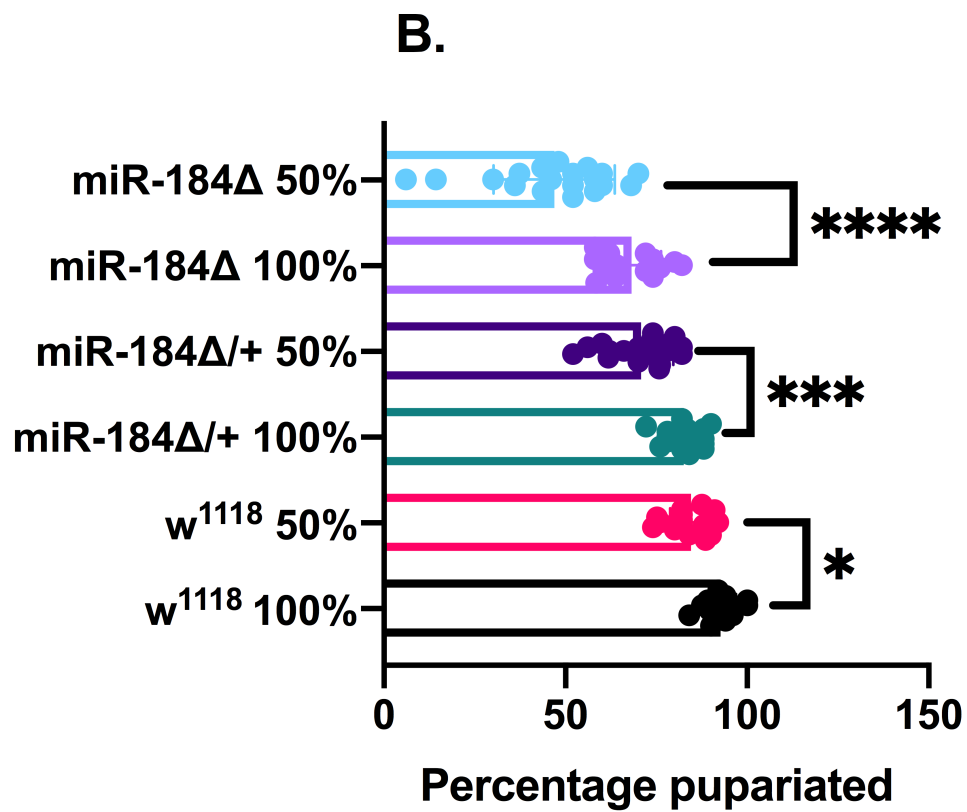 B.
miR-184Δ 50%
****
miR-184Δ 100%
miR-184Δ/+ 50%
***
miR-184Δ/+ 100%
w¹¹¹⁸ 50%
*
w¹¹¹⁸ 100%
0 50 100 150
Percentage pupariated